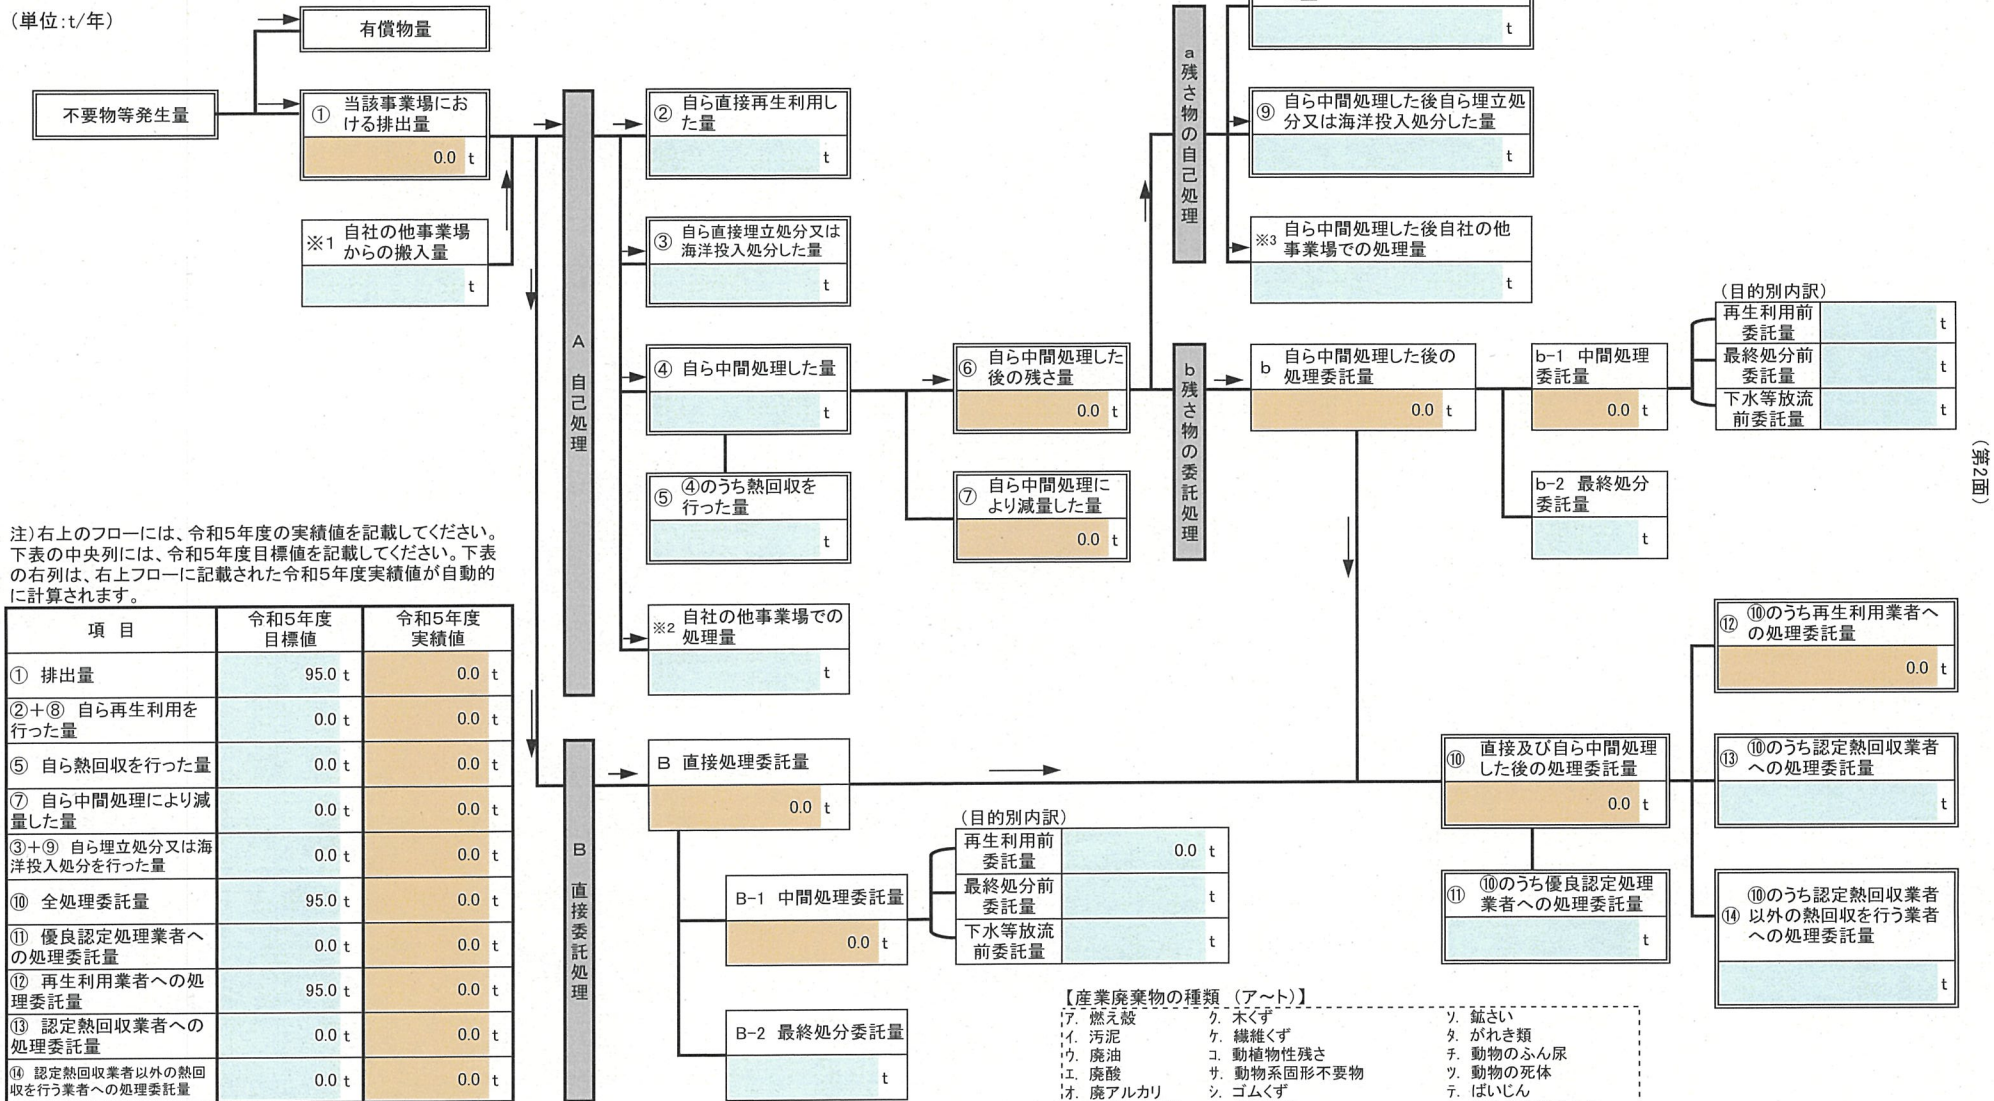 (単位:t/年)
有償物量
不要物等発生量
① 当該事業場にお
ける排出量
0.0 t
※1 自社の他事業場
からの搬入量
t
A 自己処理
② 自ら直接再生利用し
た量
t
③ 自ら直接埋立処分又は
海洋投入処分した量
t
④ 自ら中間処理した量
t
⑤ ④のうち熱回収を
行った量
t
※2 自社の他事業場での
処理量
t
⑥ 自ら中間処理した
後の残さ量
0.0 t
⑦ 自ら中間処理に
より減量した量
0.0 t
a 残さ物の自己処理
t
⑨ 自ら中間処理した後自ら埋立処
分又は海洋投入処分した量
t
※3 自ら中間処理した後自社の他
事業場での処理量
t
b 残さ物の委託処理
b 自ら中間処理した後の
処理委託量
0.0 t
b-1 中間処理
委託量
0.0 t
(目的別内訳)
再生利用前
委託量
t
最終処分前
委託量
t
下水等放流
前委託量
t
b-2 最終処分
委託量
t
(第2面)
注)右上のフローには、令和5年度の実績値を記載してください。
下表の中央列には、令和5年度目標値を記載してください。下表
の右列は、右上フローに記載された令和5年度実績値が自動的
に計算されます。
項 目
令和5年度
目標値
令和5年度
実績値
① 排出量 95.0 t 0.0 t
②+⑧ 自ら再生利用を
行った量 0.0 t 0.0 t
⑤ 自ら熱回収を行った量 0.0 t 0.0 t
⑦ 自ら中間処理により減
量した量 0.0 t 0.0 t
③+⑨ 自ら埋立処分又は海
洋投入処分を行った量 0.0 t 0.0 t
⑩ 全処理委託量 95.0 t 0.0 t
⑪ 優良認定処理業者へ
の処理委託量 0.0 t 0.0 t
⑫ 再生利用業者への処
理委託量 95.0 t 0.0 t
⑬ 認定熱回収業者への
処理委託量 0.0 t 0.0 t
⑭ 認定熱回収業者以外の熱回
収を行う業者への処理委託量 0.0 t 0.0 t
B 直接委託処理
B 直接処理委託量
0.0 t
B-1 中間処理委託量
0.0 t
(目的別内訳)
再生利用前
委託量
0.0 t
最終処分前
委託量
t
下水等放流
前委託量
t
B-2 最終処分委託量
t
⑩ 直接及び自ら中間処理
した後の処理委託量
0.0 t
⑪ ⑩のうち優良認定処理
業者への処理委託量
t
⑫ ⑩のうち再生利用業者へ
の処理委託量
0.0 t
⑬ ⑩のうち認定熱回収業者
への処理委託量
t
⑭ ⑩のうち認定熱回収業者
以外の熱回収を行う業者
への処理委託量
t
【産業廃棄物の種類 (ア~ト)】
ア. 燃え殻 ク. 木くず ソ. 鉱さい
イ. 汚泥 ケ. 繊維くず タ. がれき類
ウ. 廃油 コ. 動植物性残さ チ. 動物のふん尿
エ. 廃酸 サ. 動物系固形不要物 ツ. 動物の死体
オ. 廃アルカリ シ. ゴムくず テ. ばいじん